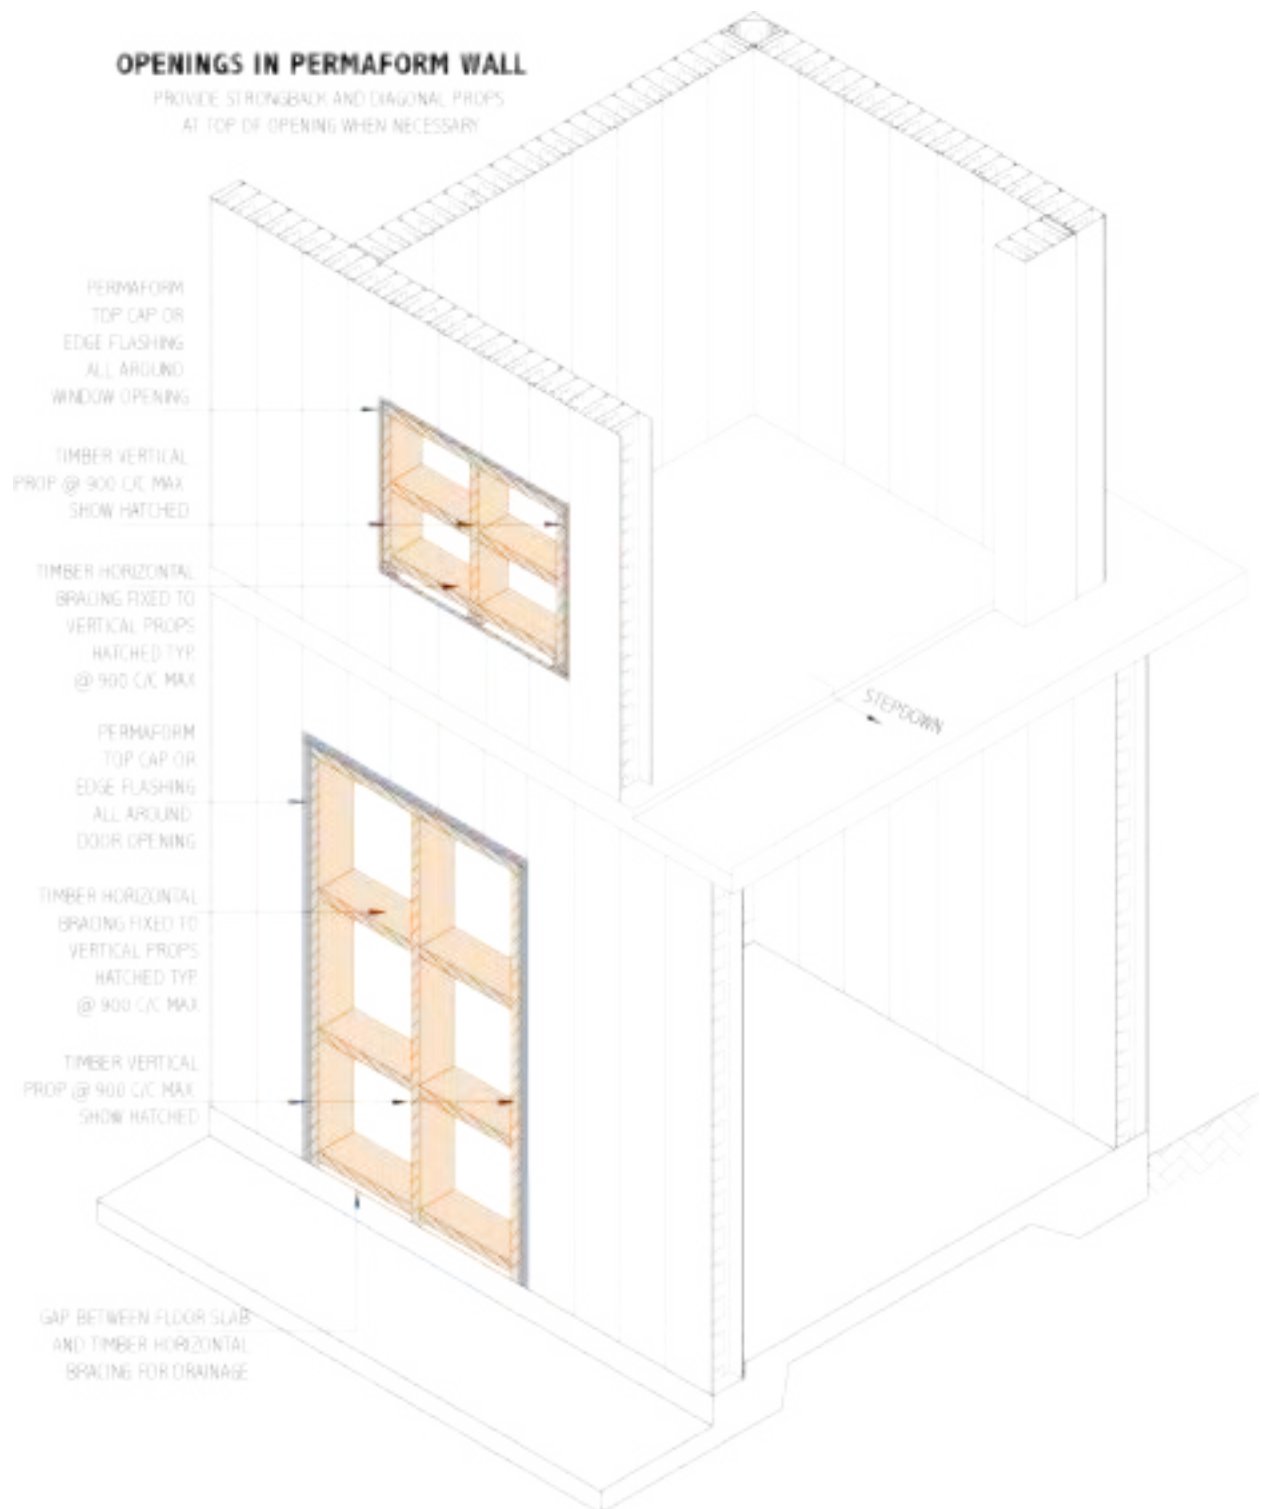 OPENINGS IN PERMAFORM WALL
PROVIDE STRONGBACK AND DIAGONAL PROPS
AT TOP OF OPENING WHEN NECESSARY
PERMAFORM
TOP CAP OR
EDGE FLASHING
ALL AROUND
WINDOW OPENING
TIMBER VERTICAL
PROP @ 900 C/C MAX
SHOW HATCHED
TIMBER HORIZONTAL
BRACING FIXED TO
VERTICAL PROPS
HATCHED TYP.
@ 900 C/C MAX
STEPDOWN
PERMAFORM
TOP CAP OR
EDGE FLASHING
ALL AROUND
DOOR OPENING
TIMBER HORIZONTAL
BRACING FIXED TO
VERTICAL PROPS
HATCHED TYP.
@ 900 C/C MAX
TIMBER VERTICAL
PROP @ 900 C/C MAX
SHOW HATCHED
GAP BETWEEN FLOOR SLAB
AND TIMBER HORIZONTAL
BRACING FOR DRAINAGE